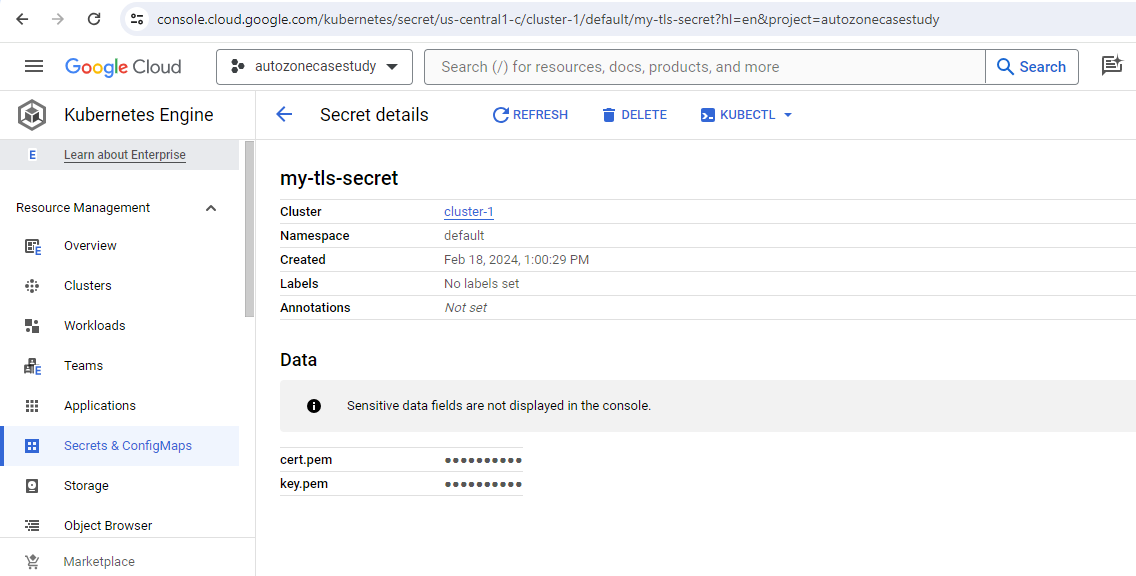 console.cloud.google.com/kubernetes/secret/us-central1-c/cluster-1/default/my-tls-secret?hl=en&project=autozonecasestudy
Google Cloud
autozonecasestudy
Search (/) for resources, docs, products, and more
Search
Kubernetes Engine
Secret details
REFRESH
DELETE
KUBECTL
E Learn about Enterprise
Resource Management
Overview
Clusters
Workloads
Teams
Applications
Secrets & ConfigMaps
Storage
Object Browser
Marketplace
my-tls-secret
Cluster cluster-1
Namespace default
Created Feb 18, 2024, 1:00:29 PM
Labels No labels set
Annotations Not set
Data
Sensitive data fields are not displayed in the console.
cert.pem ••••••••••
key.pem ••••••••••